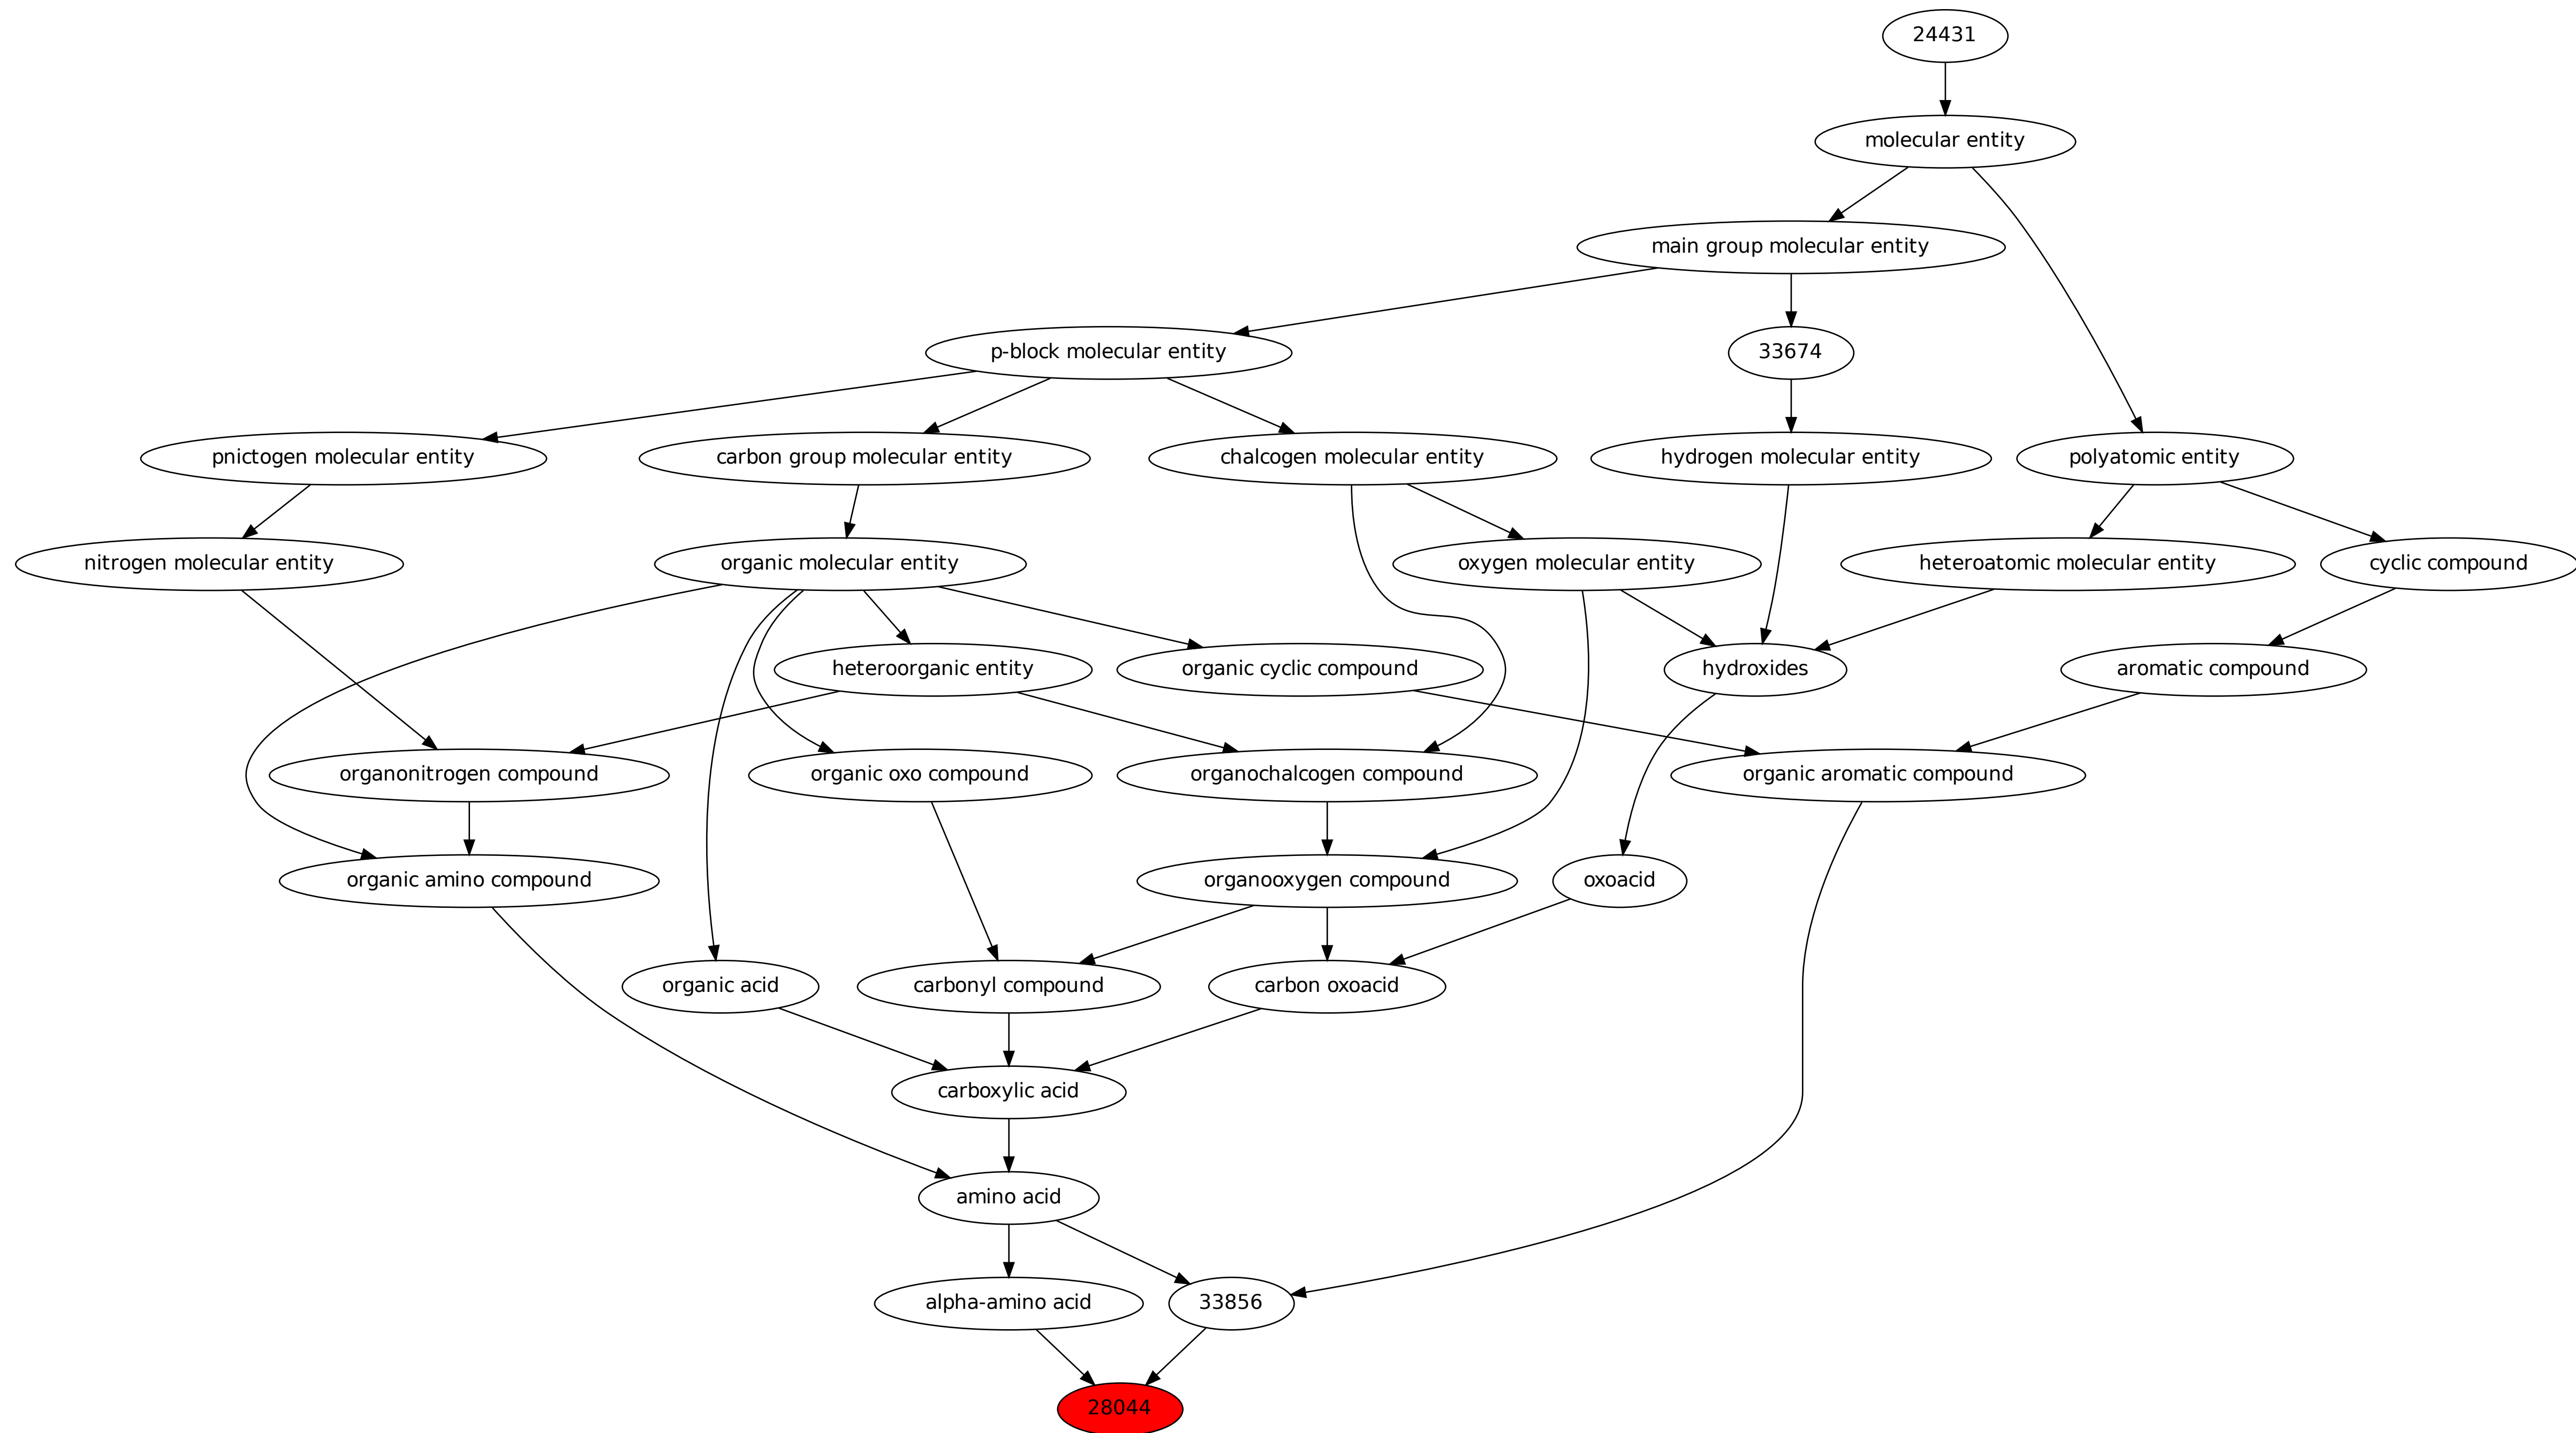 24431
molecular entity
main group molecular entity
p-block molecular entity
33674
pnictogen molecular entity
carbon group molecular entity
chalcogen molecular entity
hydrogen molecular entity
polyatomic entity
nitrogen molecular entity
organic molecular entity
oxygen molecular entity
heteroatomic molecular entity
cyclic compound
heteroorganic entity
organic cyclic compound
hydroxides
aromatic compound
organonitrogen compound
organic oxo compound
organochalcogen compound
organic aromatic compound
organic amino compound
organooxygen compound
oxoacid
organic acid
carbonyl compound
carbon oxoacid
carboxylic acid
amino acid
alpha-amino acid
33856
28044